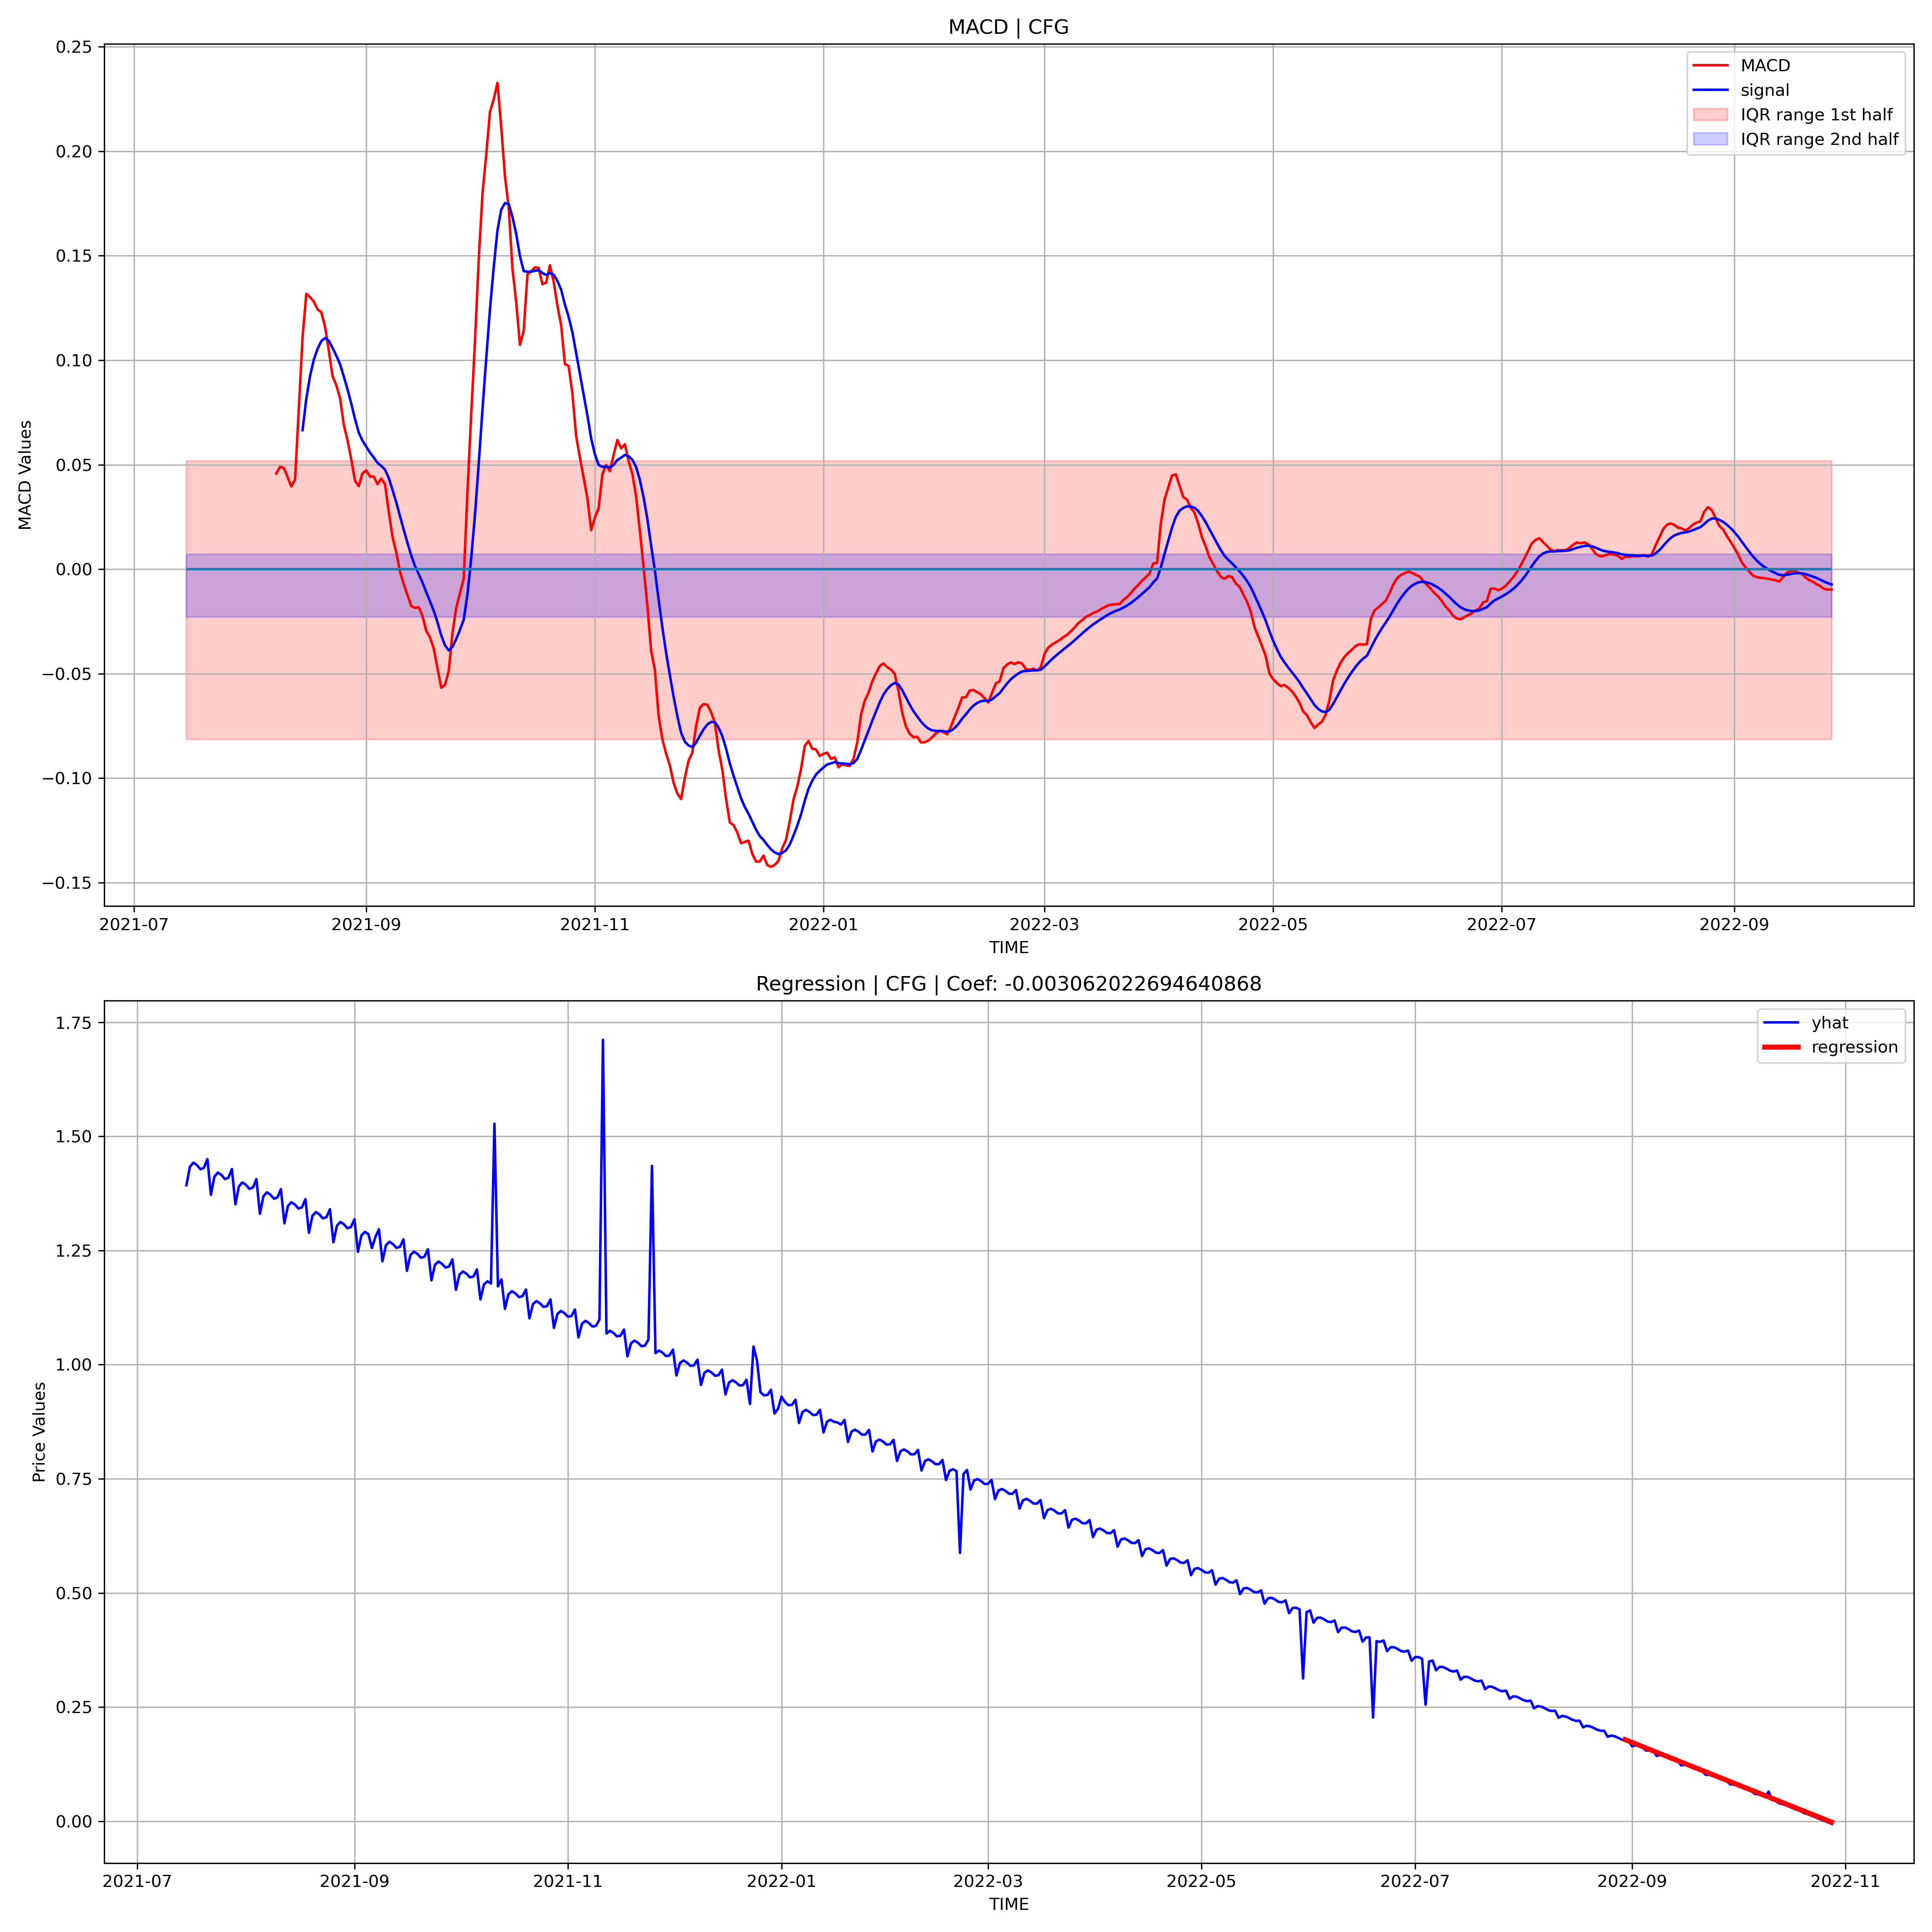 MACD | CFG
0.25
0.20
0.15
0.10
0.05
0.00
−0.05
−0.10
−0.15
MACD Values
MACD
signal
IQR range 1st half
IQR range 2nd half
2021-07 2021-09 2021-11 2022-01 2022-03 2022-05 2022-07 2022-09
TIME
Regression | CFG | Coef: -0.003062022694640868
1.75
1.50
1.25
1.00
0.75
0.50
0.25
0.00
Price Values
yhat
regression
2021-07 2021-09 2021-11 2022-01 2022-03 2022-05 2022-07 2022-09 2022-11
TIME